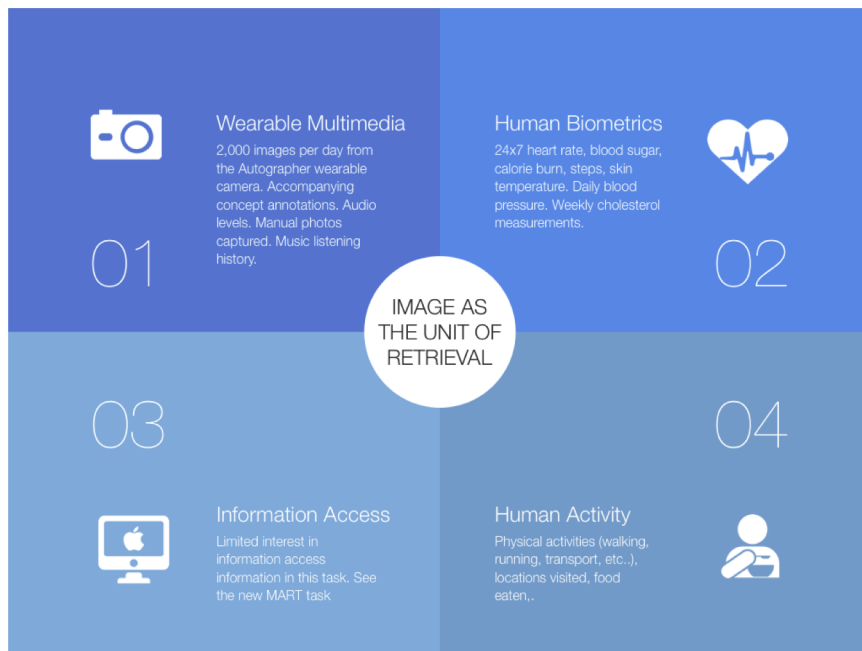 Wearable Multimedia
2,000 images per day from
the Autographer wearable
camera. Accompanying
concept annotations. Audio
levels. Manual photos
captured. Music listening
history.
01
Human Biometrics
24x7 heart rate, blood sugar,
calorie burn, steps, skin
temperature. Daily blood
pressure. Weekly cholesterol
measurements.
02
IMAGE AS
THE UNIT OF
RETRIEVAL
03
Information Access
Limited interest in
information access
information in this task. See
the new MART task
04
Human Activity
Physical activities (walking,
running, transport, etc..),
locations visited, food
eaten,.